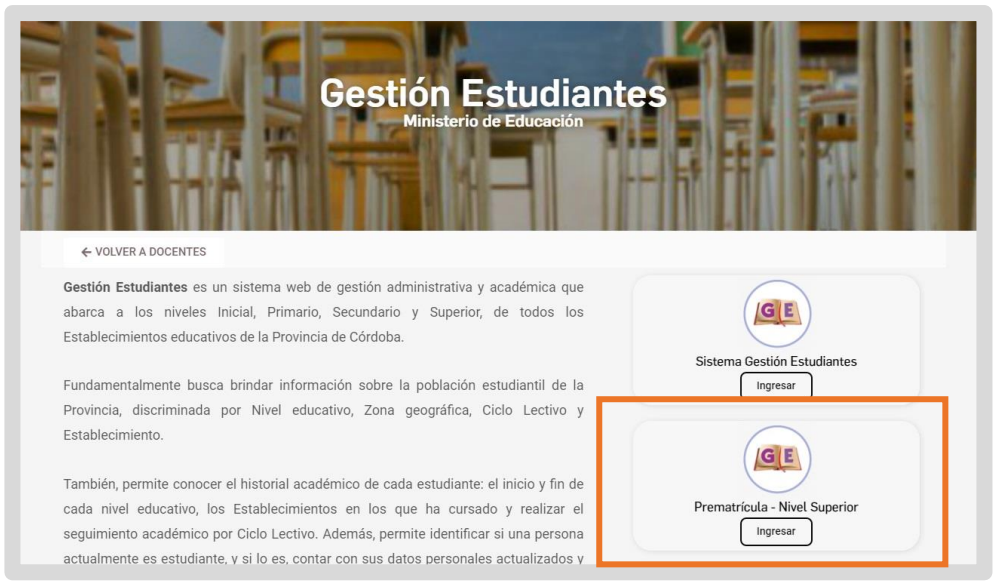 Gestión Estudiantes
Ministerio de Educación
← VOLVER A DOCENTES
Gestión Estudiantes es un sistema web de gestión administrativa y académica que
abarca a los niveles Inicial, Primario, Secundario y Superior, de todos los
Establecimientos educativos de la Provincia de Córdoba.
Fundamentalmente busca brindar información sobre la población estudiantil de la
Provincia, discriminada por Nivel educativo, Zona geográfica, Ciclo Lectivo y
Establecimiento.
También, permite conocer el historial académico de cada estudiante: el inicio y fin de
cada nivel educativo, los Establecimientos en los que ha cursado y realizar el
seguimiento académico por Ciclo Lectivo. Además, permite identificar si una persona
actualmente es estudiante, y si lo es, contar con sus datos personales actualizados y
GE
Sistema Gestión Estudiantes
Ingresar
GE
Prematrícula - Nivel Superior
Ingresar